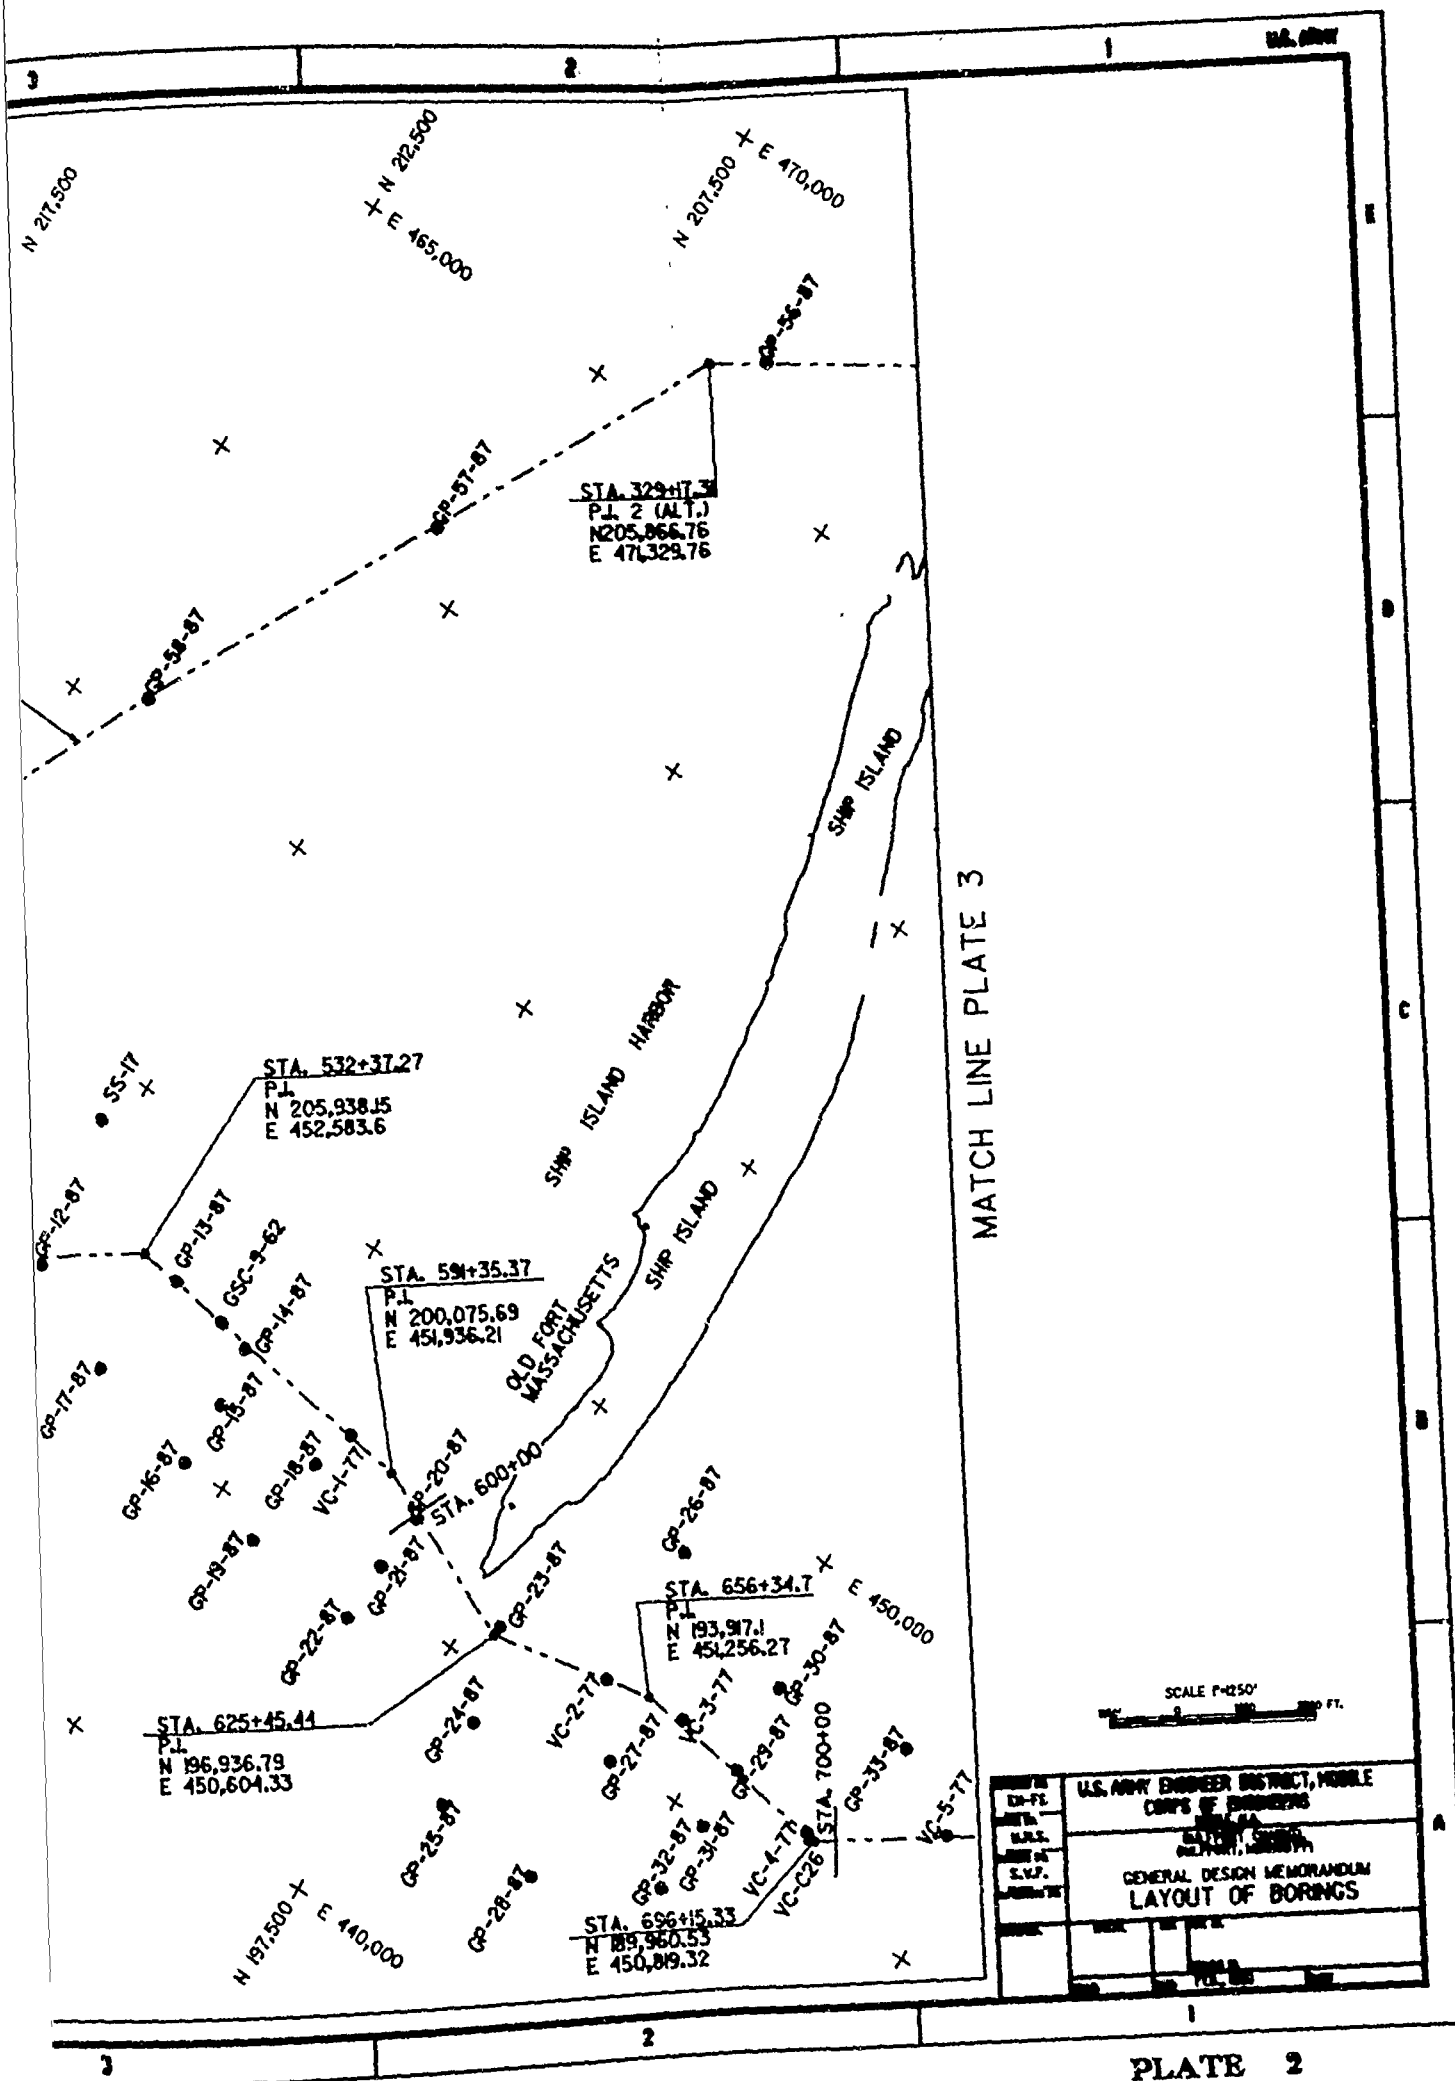 3
2
1
U.S. ARMY
N 217,500
N 212,500
E 465,000
N 207,500
E 470,000
GP-56-87
GP-57-87
GP-58-87
STA. 329+17.3
P.I. 2 (ALT.)
N205,866.76
E 471,329.76
SHIP ISLAND
MATCH LINE PLATE 3
SHIP ISLAND HARBOR
SHIP ISLAND
OLD FORT
MASSACHUSETTS
SS-17
STA. 532+37.27
P.I.
N 205,938.15
E 452,583.6
GP-12-87
GP-13-87
GSC-9-62
GP-14-87
STA. 591+35.37
P.I.
N 200,075.69
E 451,936.21
GP-17-87
GP-15-87
GP-16-87
GP-18-87
VC-1-77
GP-20-87
STA. 600+00
GP-19-87
GP-21-87
GP-22-87
GP-23-87
GP-26-87
STA. 656+34.7
P.I.
N 193,917.1
E 451,256.27
E 450,000
STA. 625+45.44
P.I.
N 196,936.79
E 450,604.33
GP-24-87
VC-2-77
GP-27-87
VC-3-77
GP-30-87
GP-29-87
STA. 700+00
GP-33-87
VC-5-77
GP-25-87
GP-28-87
GP-32-87
GP-31-87
VC-4-77
VC-C26
STA. 696+15.33
N 189,960.53
E 450,819.32
N 197,500
E 440,000
D
C
B
A
SCALE 1"=1250'
0
FT.
EN-FS
U.S. ARMY ENGINEER DISTRICT, MOBILE
CORPS OF ENGINEERS
S.V.F.
GENERAL DESIGN MEMORANDUM
LAYOUT OF BORINGS
3
2
1
PLATE 2